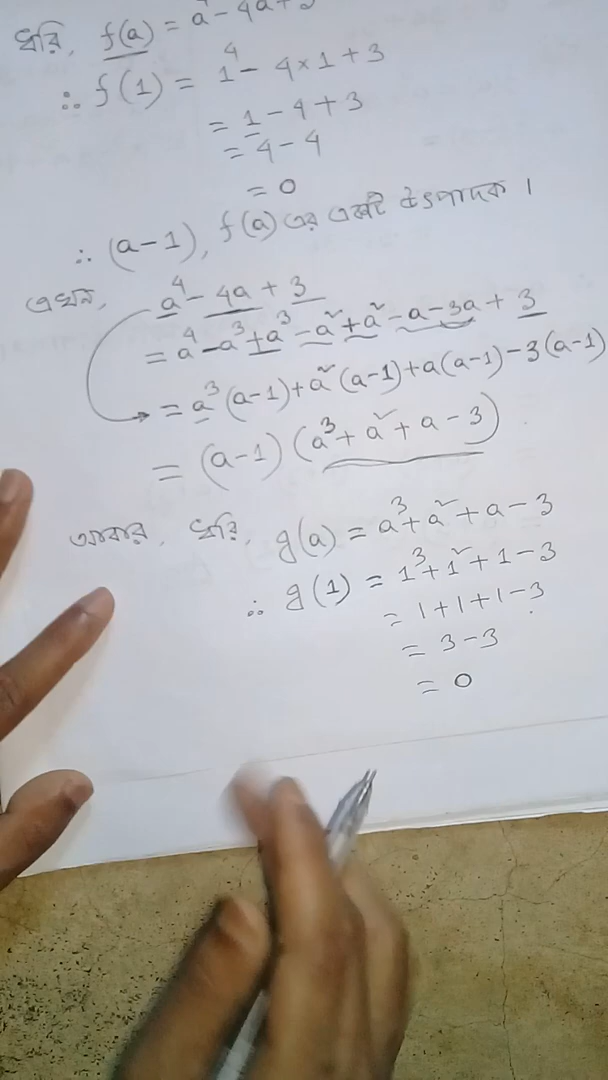 ধরি, f(a) = a⁴ - 4a + 3
∴ f(1) = 1⁴ - 4×1+3
= 1 - 4 + 3
= 4 - 4
= 0
∴ (a-1), f(a) এর একটি উৎপাদক।
এখন, a⁴ - 4a + 3
= a⁴ - a³ + a³ - a² + a² - a - 3a + 3
= a³(a-1) + a²(a-1) + a(a-1) - 3(a-1)
= (a-1) (a³ + a² + a - 3)
আবার, ধরি, g(a) = a³ + a² + a - 3
∴ g(1) = 1³ + 1² + 1 - 3
= 1 + 1 + 1 - 3
= 3 - 3
= 0